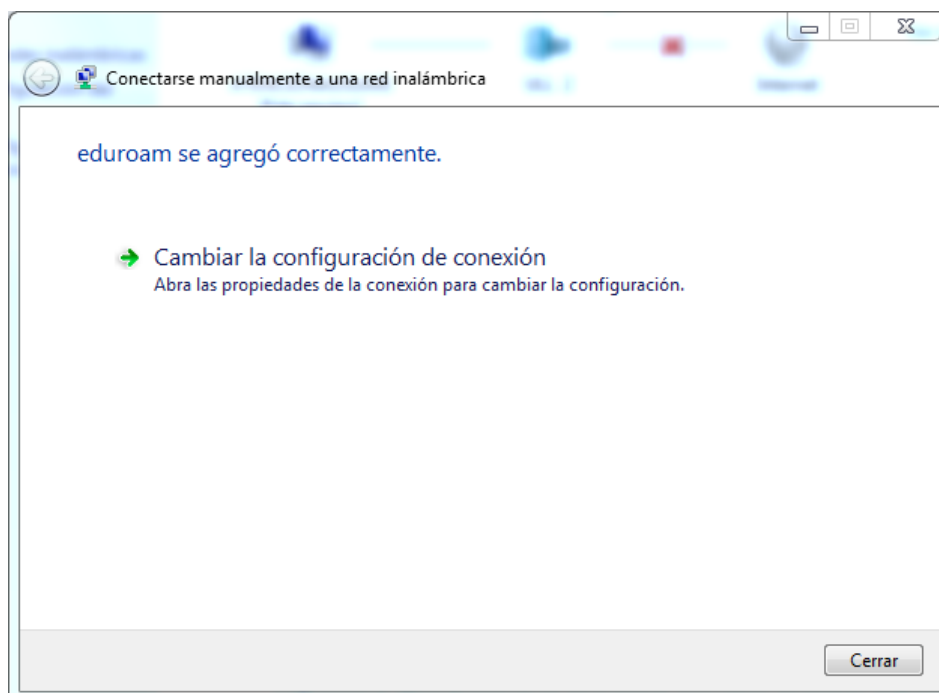 Conectarse manualmente a una red inalámbrica
eduroam se agregó correctamente.
Cambiar la configuración de conexión
Abra las propiedades de la conexión para cambiar la configuración.
Cerrar